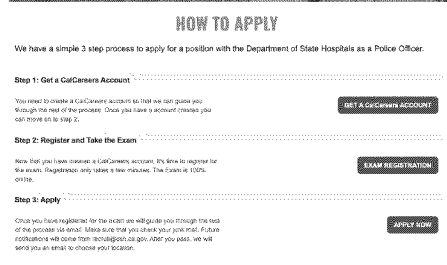 HOW TO APPLY
We have a simple 3 step process to apply for a position with the Department of State Hospitals as a Police Officer.
Step 1: Get a CalCareers Account
You need to create a CalCareers account so that we can guide you
through the rest of the process. Once you have a account created you
can move on to step 2.
GET A CalCareers ACCOUNT
Step 2: Register and Take the Exam
Now that you have created a CalCareers account, it's time to register for
the exam. Registration only takes a few minutes. The Exam is 100%
online.
EXAM REGISTRATION
Step 3: Apply
Once you have registered for the exam we will guide you through the rest
of the process via email. Make sure that you check your junk mail. Future
notifications will come from recruit@dsh.ca.gov. After you pass, we will
send you an email to choose your location.
APPLY NOW